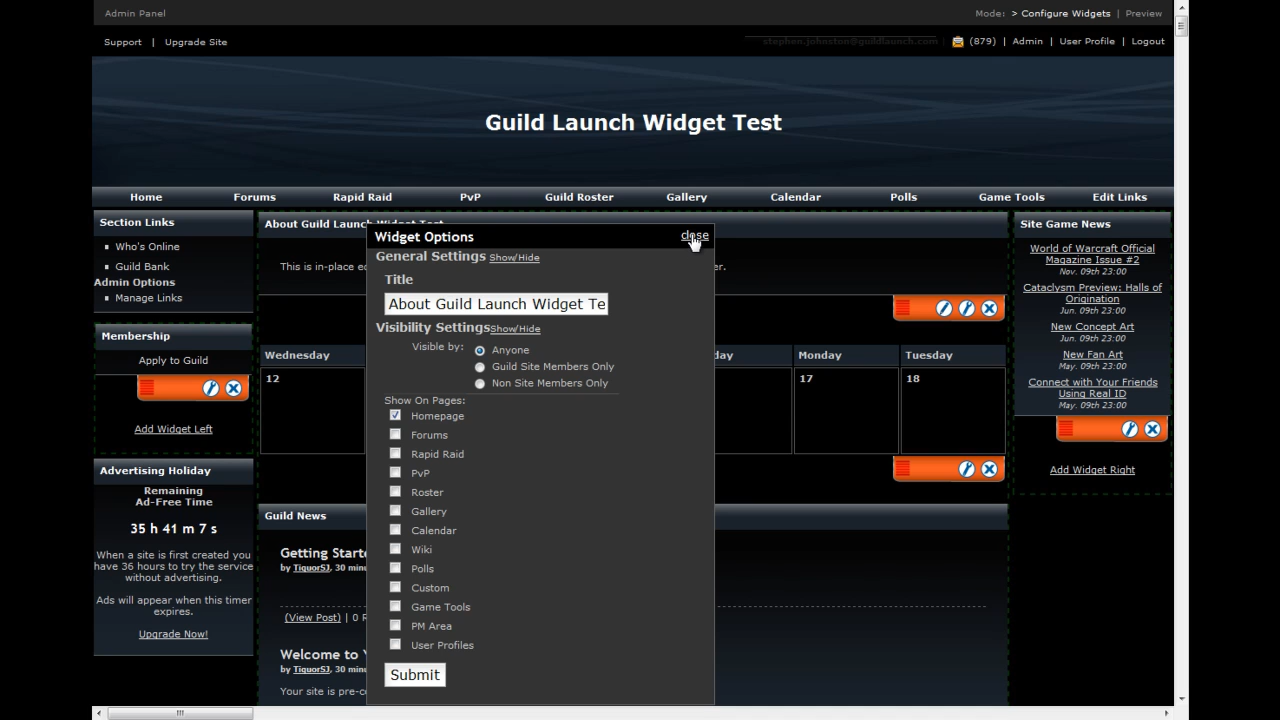 Admin Panel
Mode: > Configure Widgets | Preview
Support | Upgrade Site
stephen.johnston@guildlaunch.com (879) | Admin | User Profile | Logout
Guild Launch Widget Test
Home Forums Rapid Raid PvP Guild Roster Gallery Calendar Polls Game Tools Edit Links
Section Links
Who's Online
Guild Bank
Admin Options
Manage Links
Membership
Apply to Guild
Add Widget Left
Advertising Holiday
Remaining
Ad-Free Time
35 h 41 m 7 s
When a site is first created you
have 36 hours to try the service
without advertising.
Ads will appear when this timer
expires.
Upgrade Now!
About Guild Launch Widget Test
This is in-place
Wednesday
Monday
Tuesday
12
17
18
Guild News
Getting
by TiquorSJ, 30
(View Post) | 0
Welcome to
by TiquorSJ, 30
Your site is
Widget Options
close
General Settings Show/Hide
Title
About Guild Launch Widget Te
Visibility Settings Show/Hide
Visible by:
Anyone
Guild Site Members Only
Non Site Members Only
Show On Pages:
Homepage
Forums
Rapid Raid
PvP
Roster
Gallery
Calendar
Wiki
Polls
Custom
Game Tools
PM Area
User Profiles
Submit
Site Game News
World of Warcraft Official
Magazine Issue #2
Nov. 09th 23:00
Cataclysm Preview: Halls of
Origination
Jun. 09th 23:00
New Concept Art
Jun. 09th 23:00
New Fan Art
May. 09th 23:00
Connect with Your Friends
Using Real ID
May. 09th 23:00
Add Widget Right